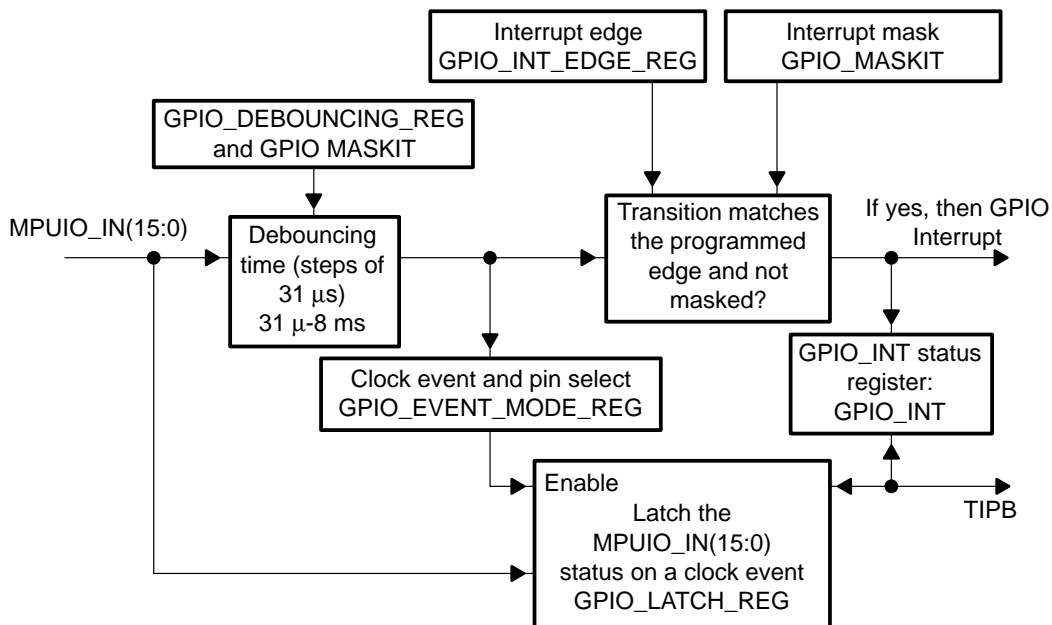 Interrupt edge
GPIO_INT_EDGE_REG
Interrupt mask
GPIO_MASKIT
GPIO_DEBOUNCING_REG
and GPIO MASKIT
MPUIO_IN(15:0)
Debouncing
time (steps of
31 μs)
31 μ-8 ms
Transition matches
the programmed
edge and not
masked?
If yes, then GPIO
Interrupt
Clock event and pin select
GPIO_EVENT_MODE_REG
GPIO_INT status
register:
GPIO_INT
Enable
Latch the
MPUIO_IN(15:0)
status on a clock event
GPIO_LATCH_REG
TIPB